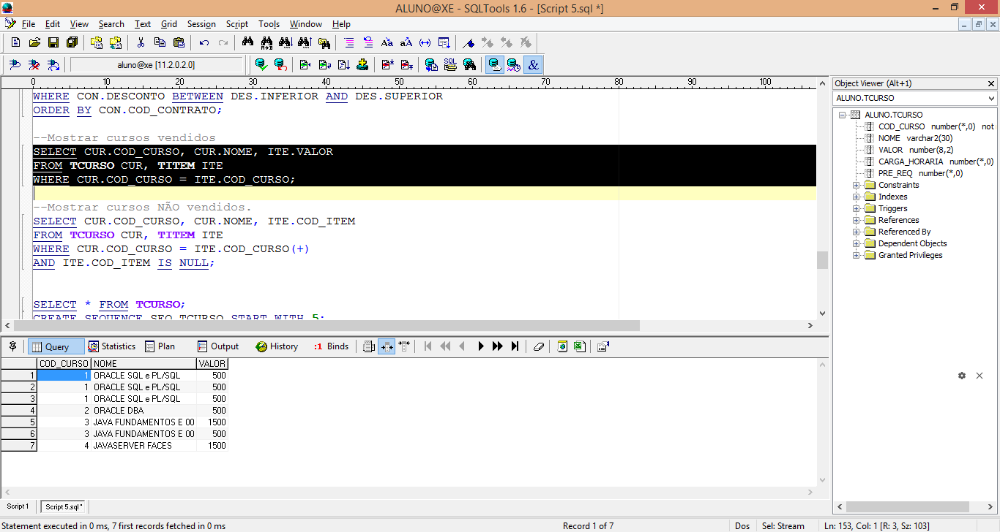 ALUNO@XE - SQLTools 1.6 - [Script 5.sql *]
File Edit View Search Text Grid Session Script Tools Window Help
aluno@xe [11.2.0.2.0]
0 10 20 30 40 50 60 70 80 90 100
WHERE CON.DESCONTO BETWEEN DES.INFERIOR AND DES.SUPERIOR
ORDER BY CON.COD_CONTRATO;
--Mostrar cursos vendidos
SELECT CUR.COD_CURSO, CUR.NOME, ITE.VALOR
FROM TCURSO CUR, TITEM ITE
WHERE CUR.COD_CURSO = ITE.COD_CURSO;
--Mostrar cursos NÃO vendidos.
SELECT CUR.COD_CURSO, CUR.NOME, ITE.COD_ITEM
FROM TCURSO CUR, TITEM ITE
WHERE CUR.COD_CURSO = ITE.COD_CURSO(+)
AND ITE.COD_ITEM IS NULL;
SELECT * FROM TCURSO;
CREATE SEQUENCE SEQ_TCURSO START WITH 5;
Object Viewer (Alt+1)
ALUNO.TCURSO
ALUNO.TCURSO
COD_CURSO number(*,0) not
NOME varchar2(30)
VALOR number(8,2)
CARGA_HORARIA number(*,0)
PRE_REQ number(*,0)
Constraints
Indexes
Triggers
References
Referenced By
Dependent Objects
Granted Privileges
Query Statistics Plan Output History :1 Binds
COD_CURSO NOME VALOR
1 1 ORACLE SQL e PL/SQL 500
2 1 ORACLE SQL e PL/SQL 500
3 1 ORACLE SQL e PL/SQL 500
4 2 ORACLE DBA 500
5 3 JAVA FUNDAMENTOS E OO 1500
6 3 JAVA FUNDAMENTOS E OO 500
7 4 JAVASERVER FACES 1500
Script 1 Script 5.sql *
Statement executed in 0 ms, 7 first records fetched in 0 ms Record 1 of 7 Dos Sel: Stream Ln: 153, Col: 1 [R: 3, Sz: 103]